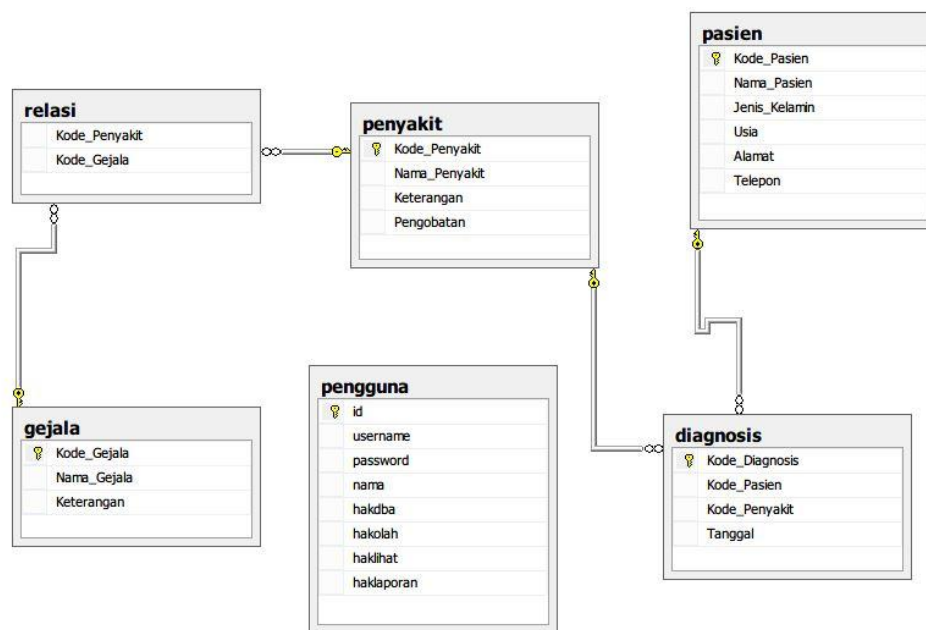 relasi
Kode_Penyakit
Kode_Gejala
penyakit
Kode_Penyakit
Nama_Penyakit
Keterangan
Pengobatan
pasien
Kode_Pasien
Nama_Pasien
Jenis_Kelamin
Usia
Alamat
Telepon
gejala
Kode_Gejala
Nama_Gejala
Keterangan
pengguna
id
username
password
nama
hakdba
hakolah
haklihat
haklaporan
diagnosis
Kode_Diagnosis
Kode_Pasien
Kode_Penyakit
Tanggal